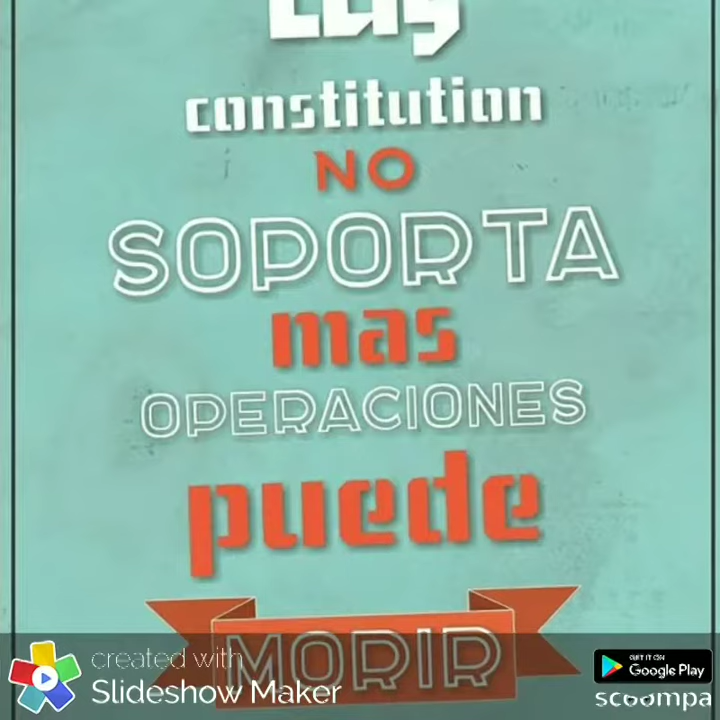 constitution
NO
SOPORTA
mas
OPERACIONES
puede
MORIR
created with
Slideshow Maker
GET IT ON
Google Play
scoompa